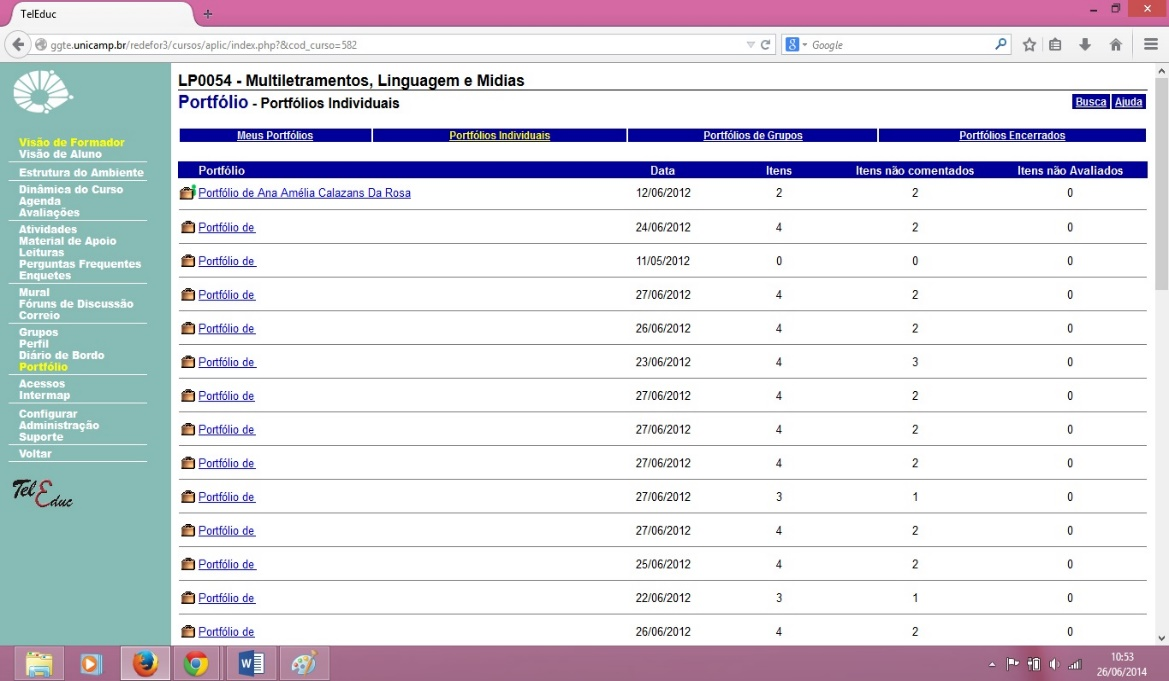 TelEduc
+
ggte.unicamp.br/redefor3/cursos/aplic/index.php?&cod_curso=582
8 Google
LP0054 - Multiletramentos, Linguagem e Midias
Portfólio - Portfólios Individuais
Busca Ajuda
Meus Portfólios Portfólios Individuais Portfólios de Grupos Portfólios Encerrados
Visão de Formador
Visão de Aluno
Estrutura do Ambiente
Dinâmica do Curso
Agenda
Avaliações
Atividades
Material de Apoio
Leituras
Perguntas Frequentes
Enquetes
Mural
Fóruns de Discussão
Correio
Grupos
Perfil
Diário de Bordo
Portfólio
Acessos
Intermap
Configurar
Administração
Suporte
Voltar
TelEduc
Portfólio Data Itens Itens não comentados Itens não Avaliados
Portfólio de Ana Amélia Calazans Da Rosa 12/06/2012 2 2 0
Portfólio de 24/06/2012 4 2 0
Portfólio de 11/05/2012 0 0 0
Portfólio de 27/06/2012 4 2 0
Portfólio de 26/06/2012 4 2 0
Portfólio de 23/06/2012 4 3 0
Portfólio de 27/06/2012 4 2 0
Portfólio de 27/06/2012 4 2 0
Portfólio de 27/06/2012 4 2 0
Portfólio de 27/06/2012 3 1 0
Portfólio de 27/06/2012 4 2 0
Portfólio de 25/06/2012 4 2 0
Portfólio de 22/06/2012 3 1 0
Portfólio de 26/06/2012 4 2 0
10:53
26/06/2014